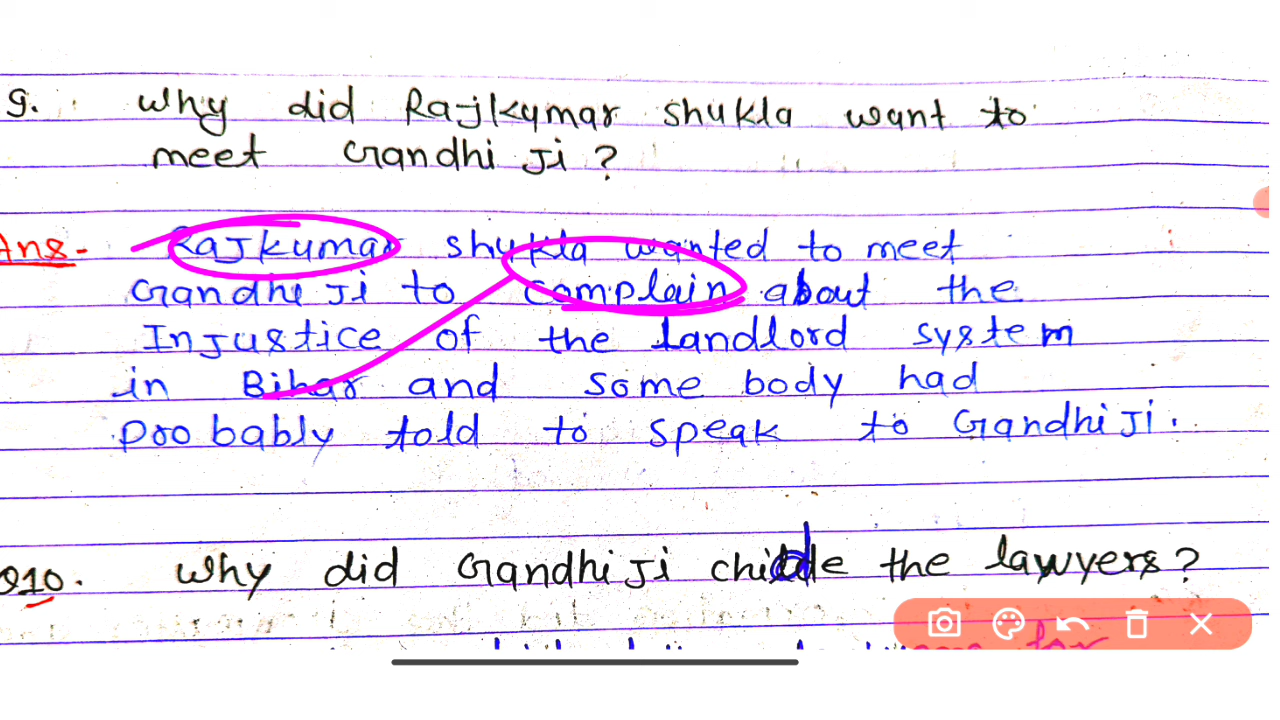 9. Why did Rajkumar shukla want to
meet Gandhi Ji ?
Ans- Rajkumar shukla wanted to meet
Gandhi Ji to complain about the
Injustice of the landlord system
in Bihar and some body had
probably told to speak to Gandhi Ji.
Q10. Why did Gandhi Ji chide the lawyers ?
for